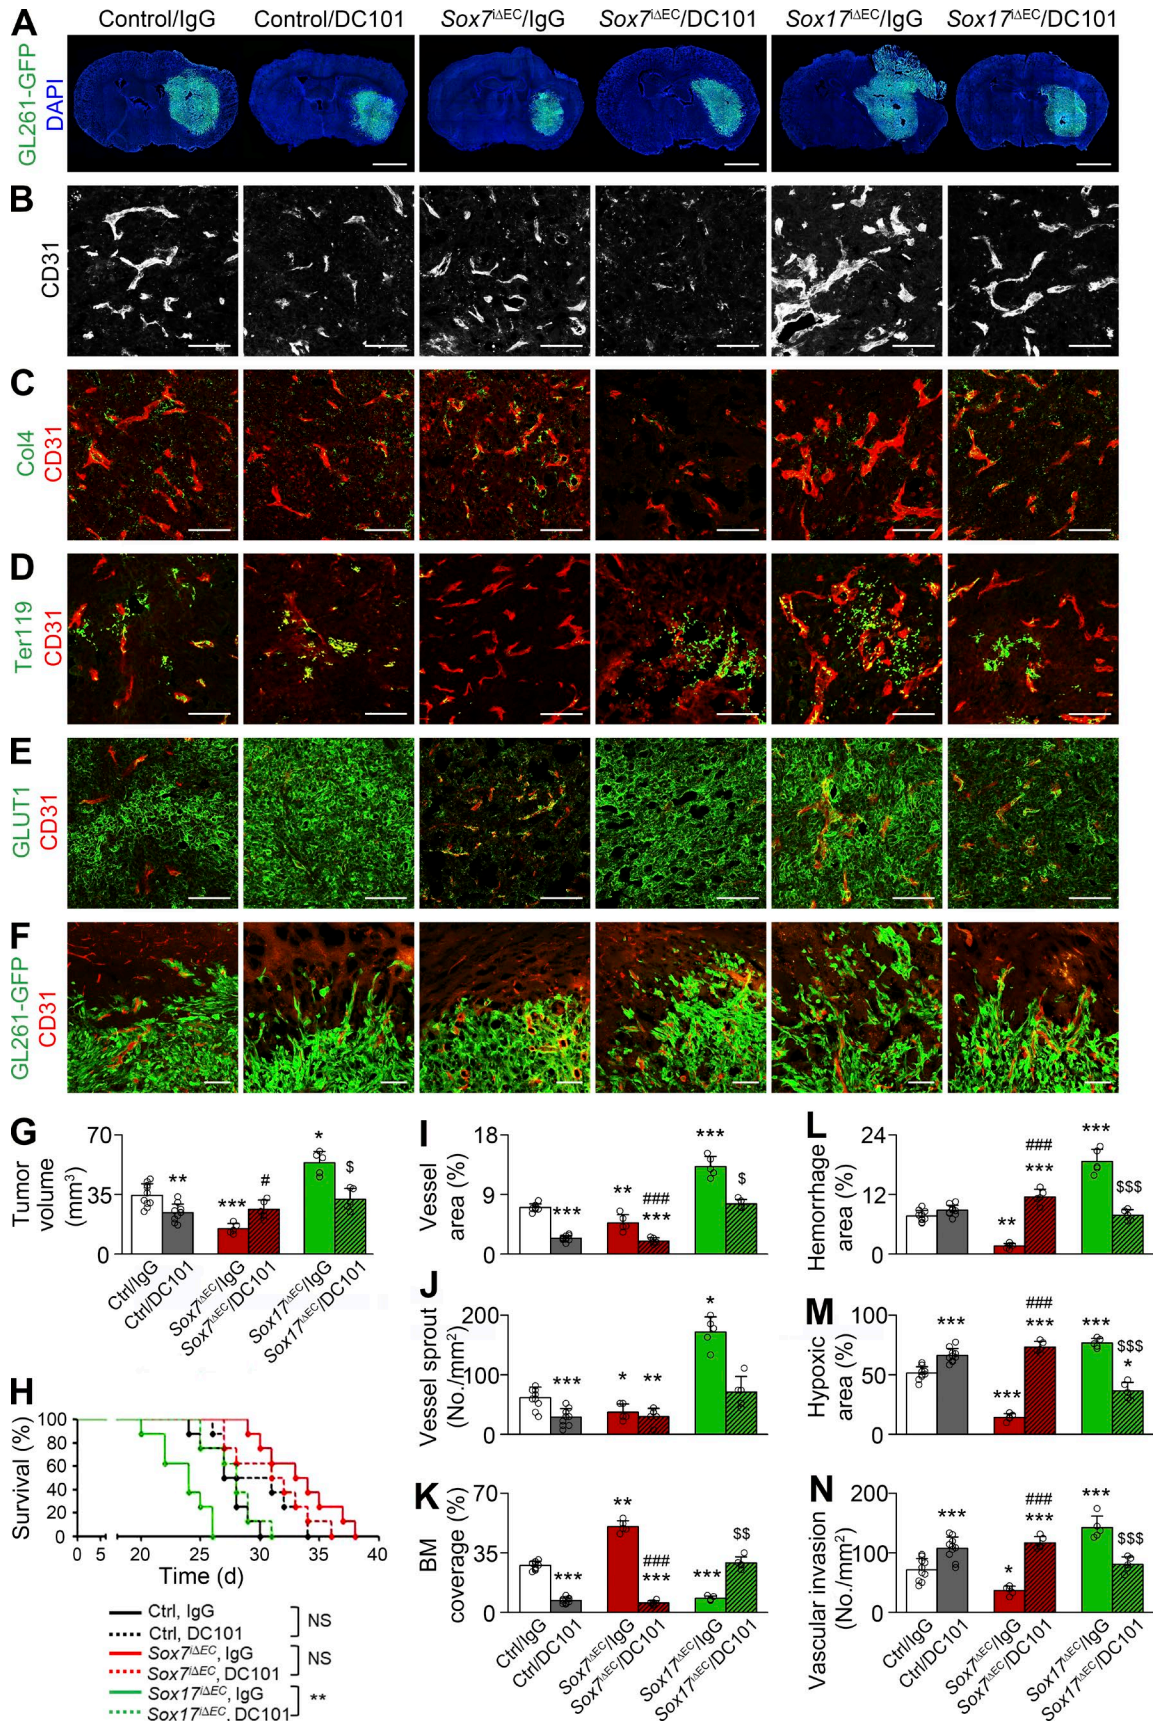 A
Control/IgG Control/DC101 Sox7iΔEC/IgG Sox7iΔEC/DC101 Sox17iΔEC/IgG Sox17iΔEC/DC101
GL261-GFP
DAPI
B
CD31
C
Col4
CD31
D
Ter119
CD31
E
GLUT1
CD31
F
GL261-GFP
CD31
G
Tumor volume (mm3)
70
35
0
** *** # * $
Ctrl/IgG
Ctrl/DC101
Sox7iΔEC/IgG
Sox7iΔEC/DC101
Sox17iΔEC/IgG
Sox17iΔEC/DC101
H
Survival (%)
100
80
60
40
20
0
0 5 20 25 30 35 40
Time (d)
Ctrl, IgG
Ctrl, DC101
NS
Sox7iΔEC, IgG
Sox7iΔEC, DC101
NS
Sox17iΔEC, IgG
Sox17iΔEC, DC101
**
I
Vessel area (%)
18
9
0
*** ** ### *** *** $
J
Vessel sprout (No./mm2)
200
100
0
*** * ** *
K
BM coverage (%)
70
35
0
*** ** ### *** *** $$
Ctrl/IgG
Ctrl/DC101
Sox7iΔEC/IgG
Sox7iΔEC/DC101
Sox17iΔEC/IgG
Sox17iΔEC/DC101
L
Hemorrhage area (%)
24
12
0
** ### *** *** $$$
M
Hypoxic area (%)
100
50
0
*** *** ### *** *** $$$ *
N
Vascular invasion (No./mm2)
200
100
0
*** * ### *** *** $$$
Ctrl/IgG
Ctrl/DC101
Sox7iΔEC/IgG
Sox7iΔEC/DC101
Sox17iΔEC/IgG
Sox17iΔEC/DC101